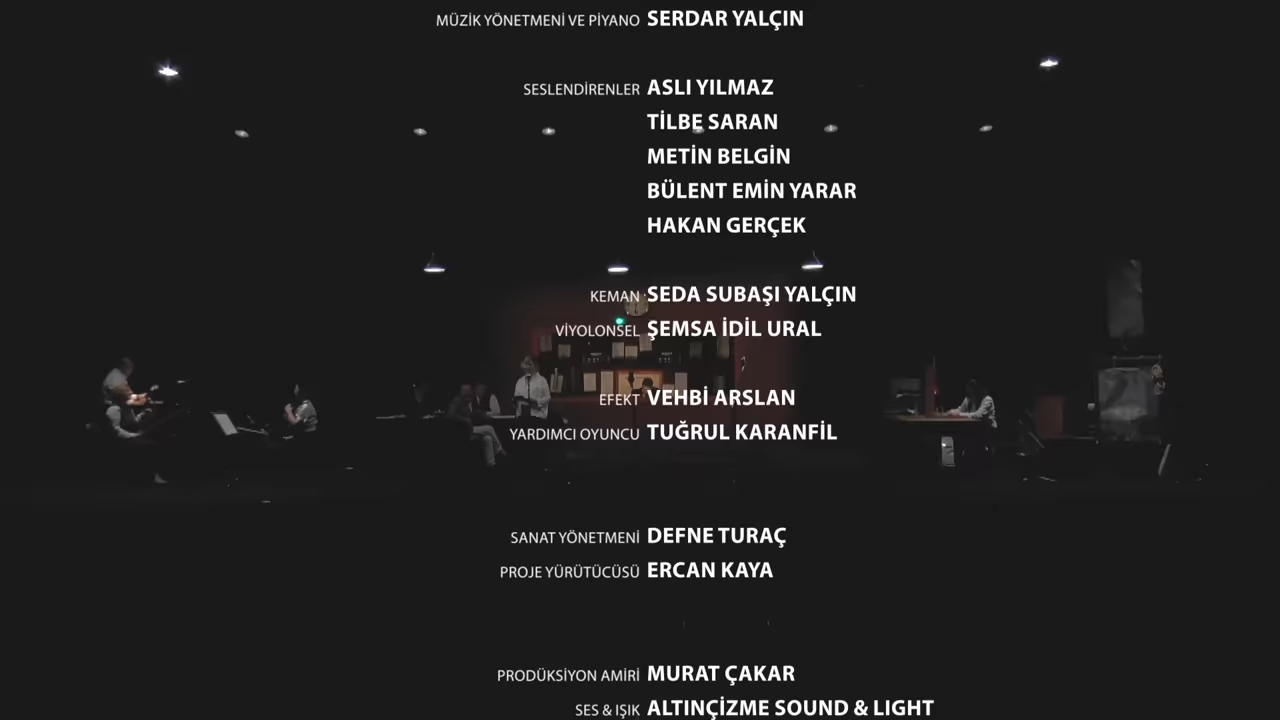 MÜZİK YÖNETMENİ VE PİYANO SERDAR YALÇIN
SESLENDİRENLER ASLI YILMAZ
TİLBE SARAN
METİN BELGİN
BÜLENT EMİN YARAR
HAKAN GERÇEK
KEMAN SEDA SUBAŞI YALÇIN
VİYOLONSEL ŞEMSA İDİL URAL
EFEKT VEHBİ ARSLAN
YARDIMCI OYUNCU TUĞRUL KARANFİL
SANAT YÖNETMENİ DEFNE TURAÇ
PROJE YÜRÜTÜCÜSÜ ERCAN KAYA
PRODÜKSİYON AMİRİ MURAT ÇAKAR
SES & IŞIK ALTINÇİZME SOUND & LIGHT